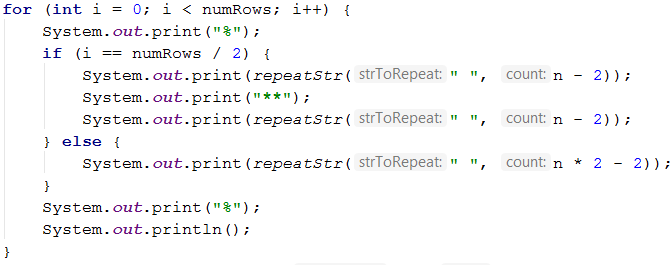 for (int i = 0; i < numRows; i++) {
    System.out.print("%");
    if (i == numRows / 2) {
        System.out.print(repeatStr( strToRepeat: " ", count: n - 2));
        System.out.print("**");
        System.out.print(repeatStr( strToRepeat: " ", count: n - 2));
    } else {
        System.out.print(repeatStr( strToRepeat: " ", count: n * 2 - 2));
    }
    System.out.print("%");
    System.out.println();
}